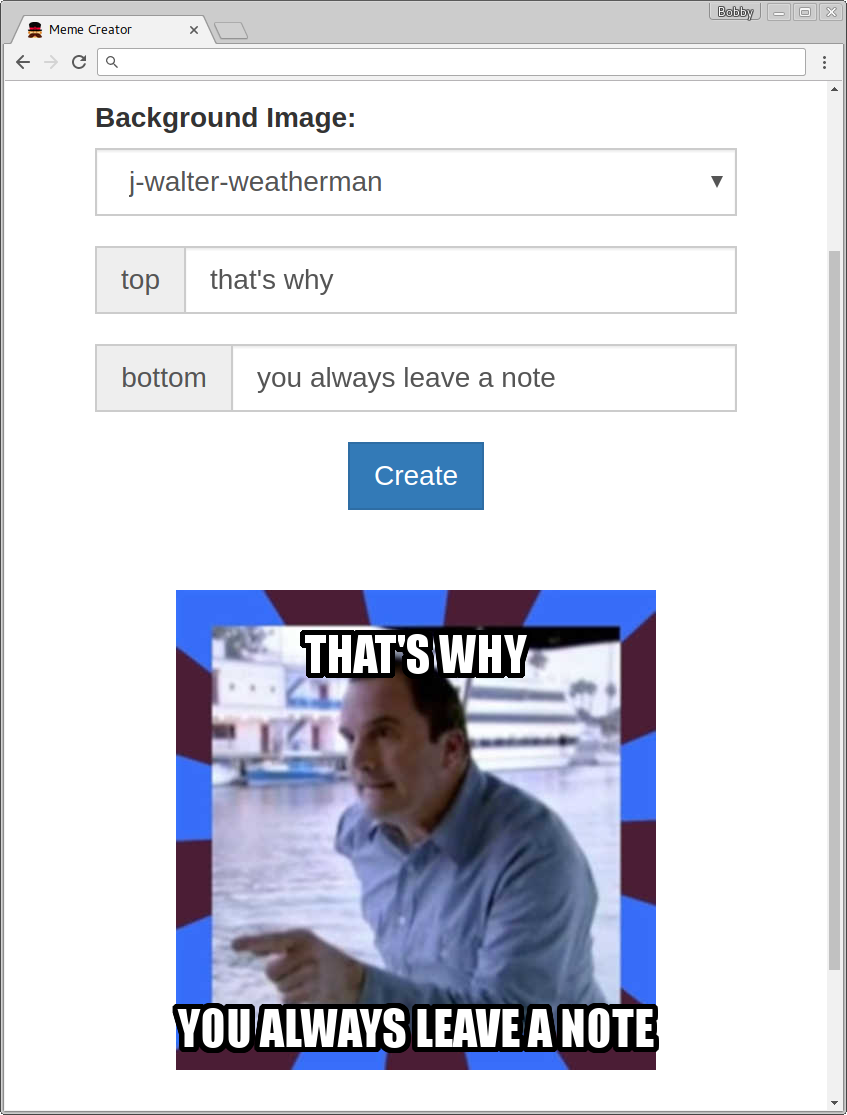 Bobby
Meme Creator
Background Image:
j-walter-weatherman
top
that's why
bottom
you always leave a note
Create
THAT'S WHY
YOU ALWAYS LEAVE A NOTE